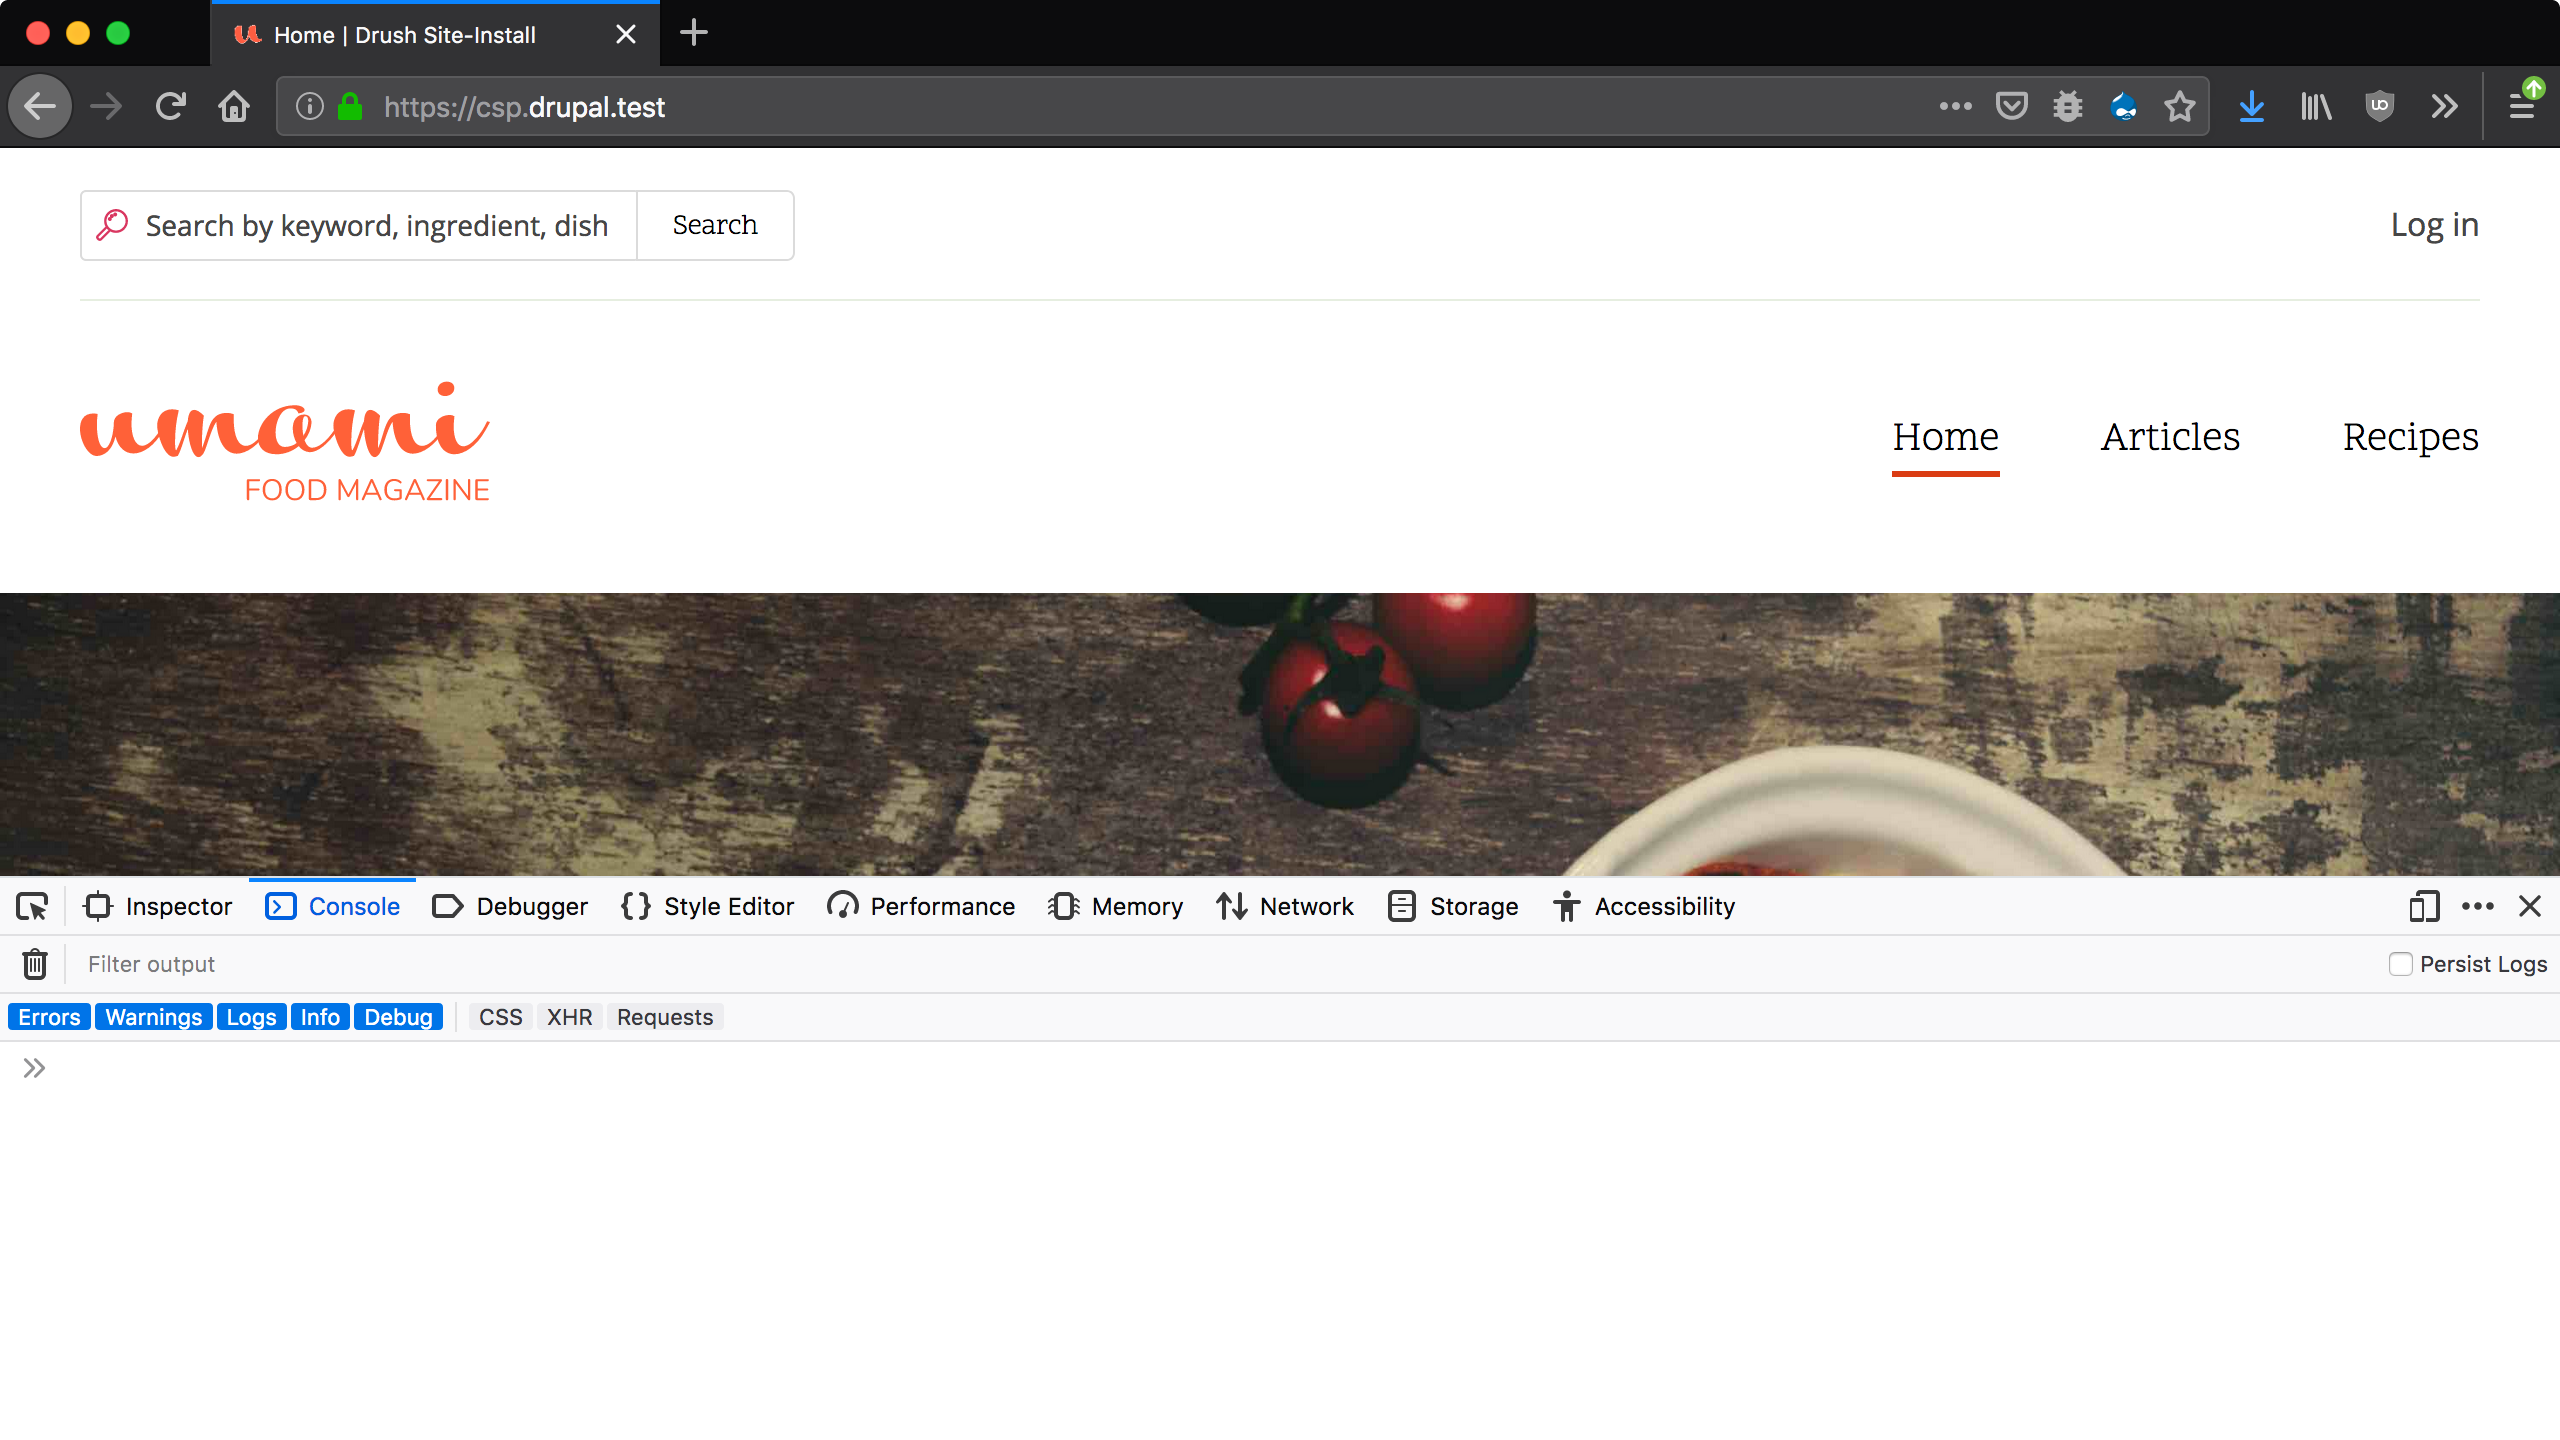 Home | Drush Site-Install
https://csp.drupal.test
Search by keyword, ingredient, dish
Search
Log in
umami
FOOD MAGAZINE
Home
Articles
Recipes
Inspector
Console
Debugger
Style Editor
Performance
Memory
Network
Storage
Accessibility
Filter output
Persist Logs
Errors
Warnings
Logs
Info
Debug
CSS
XHR
Requests